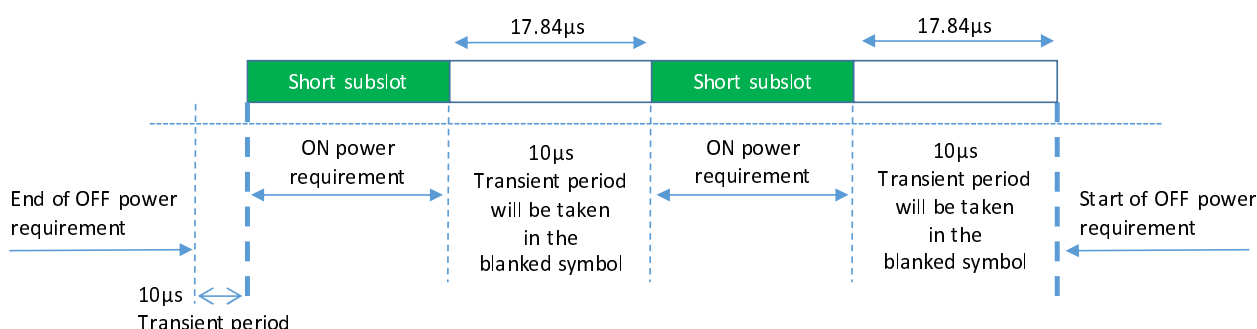 17.84µs
17.84µs
Short subslot
Short subslot
ON power
requirement
10µs
Transient period
will be taken
in the
blanked symbol
ON power
requirement
10µs
Transient period
will be taken
in the
blanked symbol
End of OFF power
requirement
Start of OFF power
requirement
10µs
Transient period